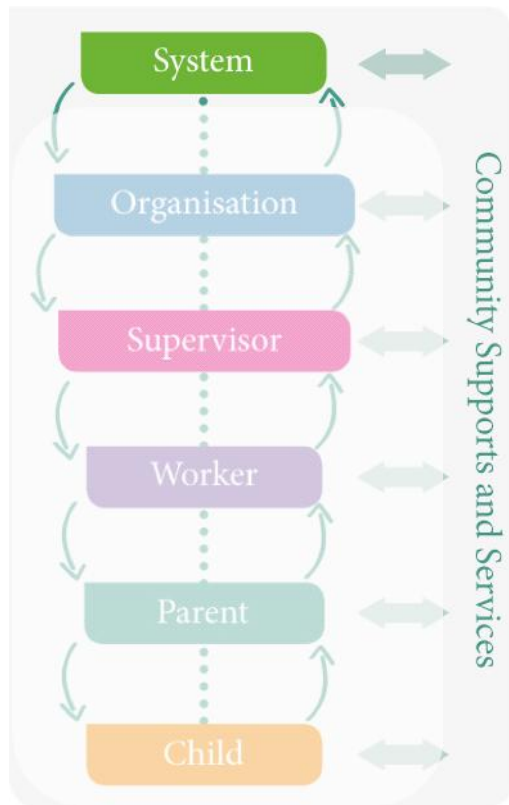 System
Organisation
Supervisor
Worker
Parent
Child
Community Supports and Services